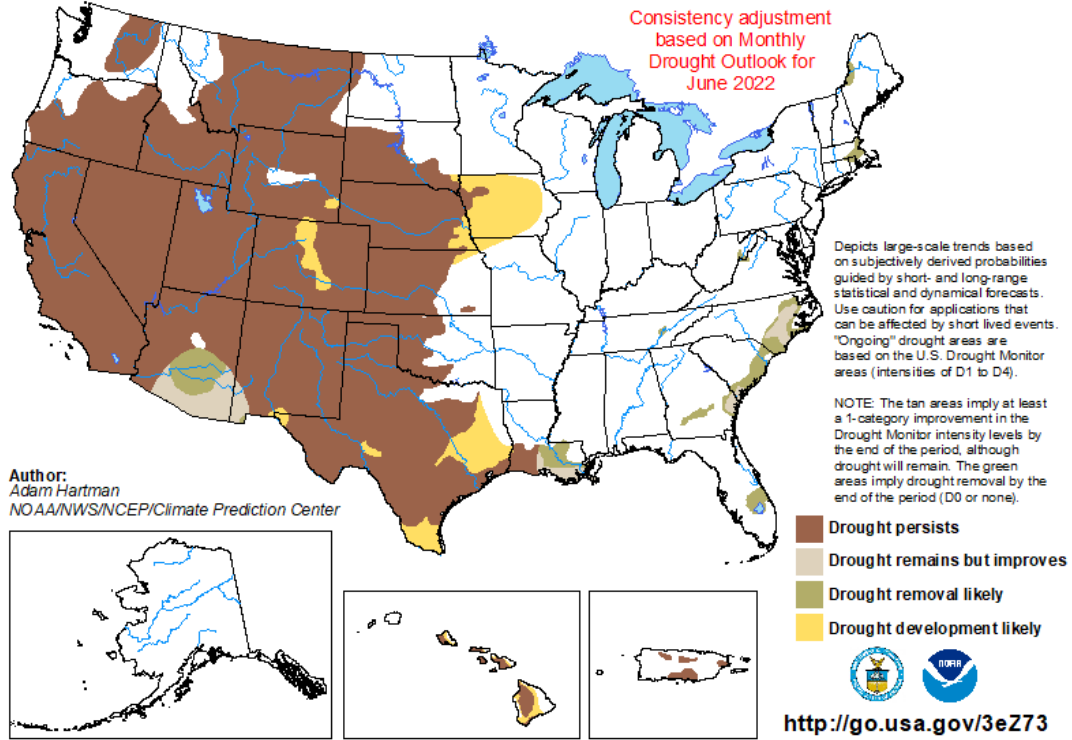 Consistency adjustment
based on Monthly
Drought Outlook for
June 2022
Depicts large-scale trends based
on subjectively derived probabilities
guided by short- and long-range
statistical and dynamical forecasts.
Use caution for applications that
can be affected by short lived events.
"Ongoing" drought areas are
based on the U.S. Drought Monitor
areas (intensities of D1 to D4).
NOTE: The tan areas imply at least
a 1-category improvement in the
Drought Monitor intensity levels by
the end of the period, although
drought will remain. The green
areas imply drought removal by the
end of the period (D0 or none).
Author:
Adam Hartman
NOAA/NWS/NCEP/Climate Prediction Center
Drought persists
Drought remains but improves
Drought removal likely
Drought development likely
NOAA
http://go.usa.gov/3eZ73